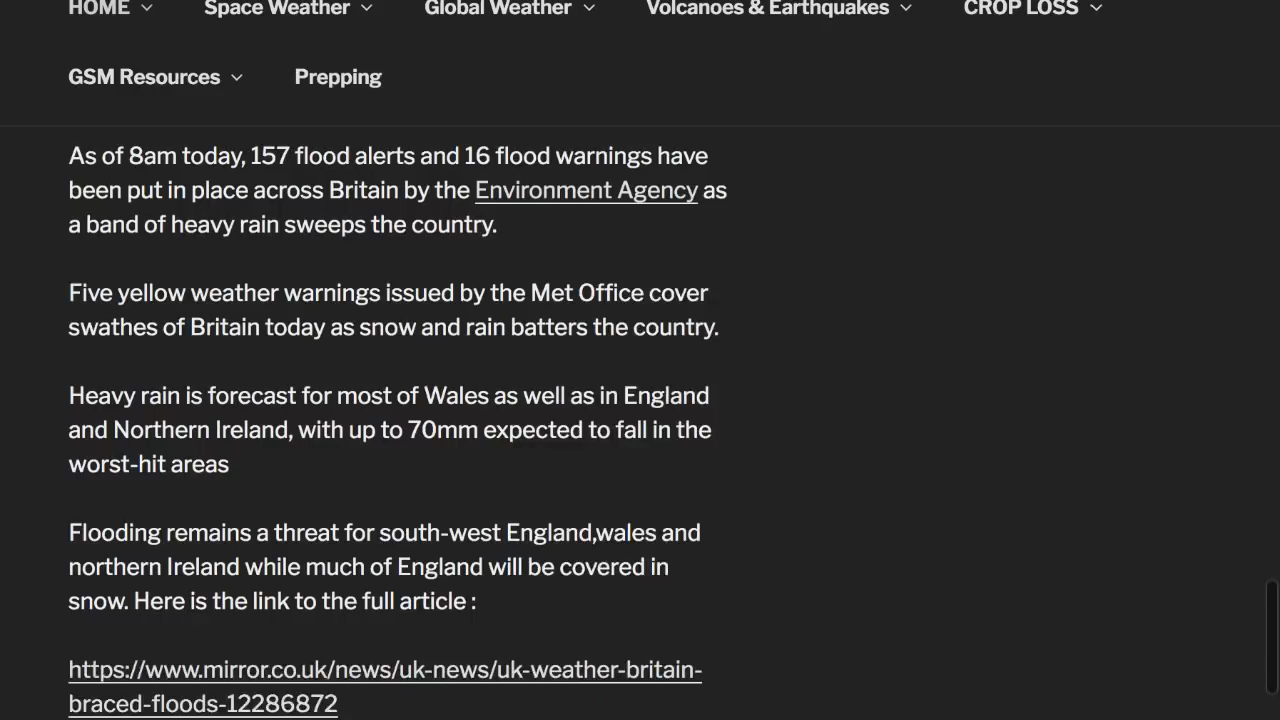 HOME
Space Weather
Global Weather
Volcanoes & Earthquakes
CROP LOSS
GSM Resources
Prepping
As of 8am today, 157 flood alerts and 16 flood warnings have
been put in place across Britain by the Environment Agency as
a band of heavy rain sweeps the country.
Five yellow weather warnings issued by the Met Office cover
swathes of Britain today as snow and rain batters the country.
Heavy rain is forecast for most of Wales as well as in England
and Northern Ireland, with up to 70mm expected to fall in the
worst-hit areas
Flooding remains a threat for south-west England,wales and
northern Ireland while much of England will be covered in
snow. Here is the link to the full article :
https://www.mirror.co.uk/news/uk-news/uk-weather-britain-
braced-floods-12286872